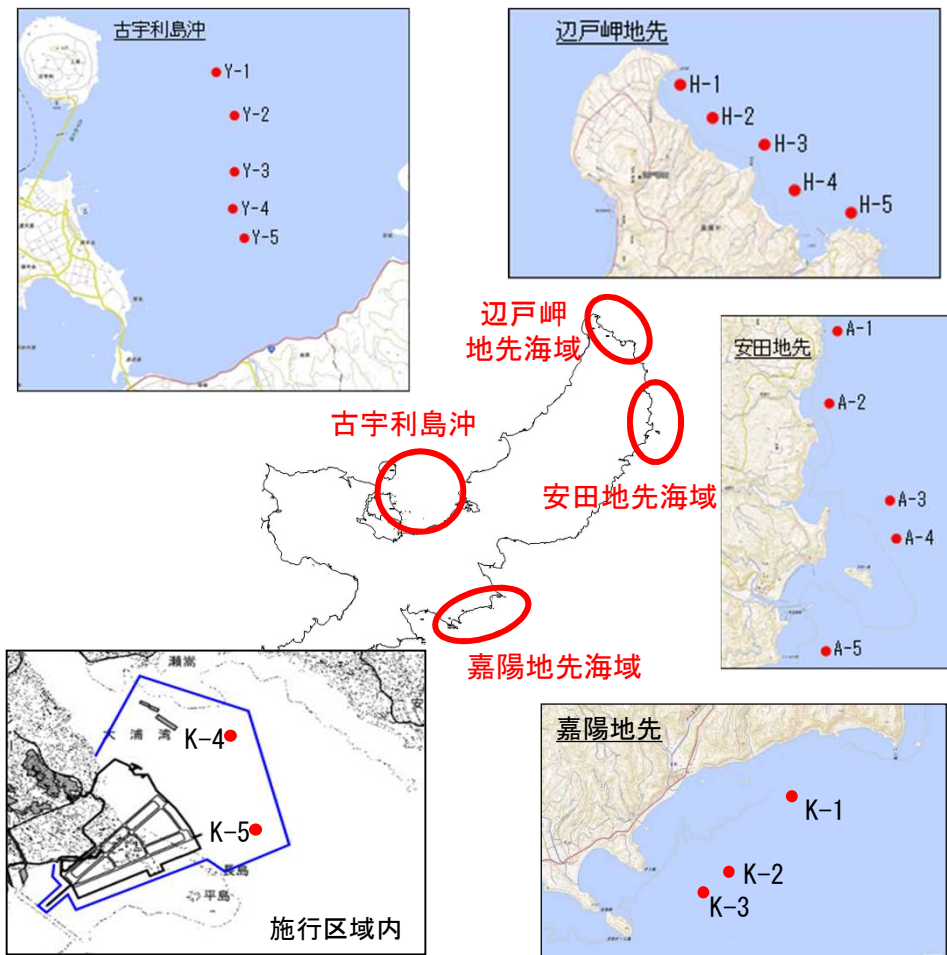 古宇利島沖
Y-1
Y-2
Y-3
Y-4
Y-5
辺戸岬地先
H-1
H-2
H-3
H-4
H-5
辺戸岬
地先海域
古宇利島沖
安田地先海域
嘉陽地先海域
安田地先
A-1
A-2
A-3
A-4
A-5
瀬嵩
大浦湾
K-4
K-5
長島
平島
施行区域内
嘉陽地先
K-1
K-2
K-3